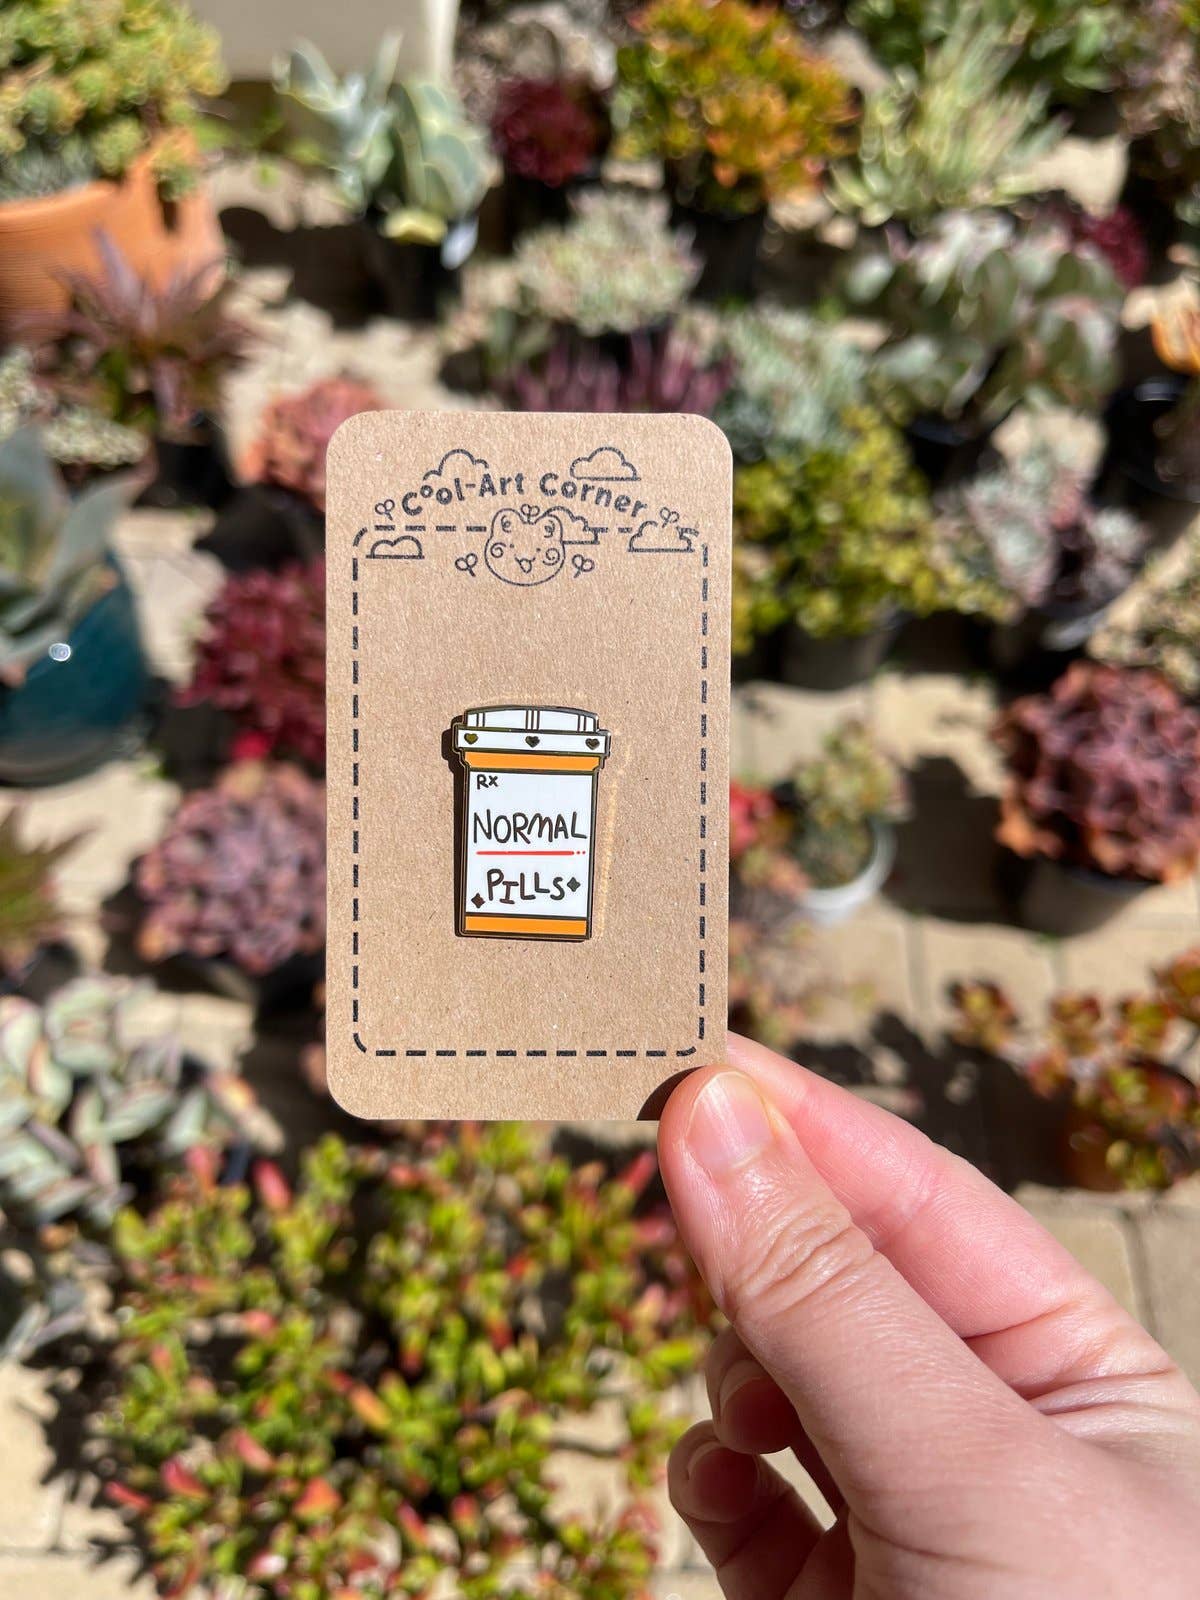 Cool-Art Corner
Rx
NORMAL
PILLS